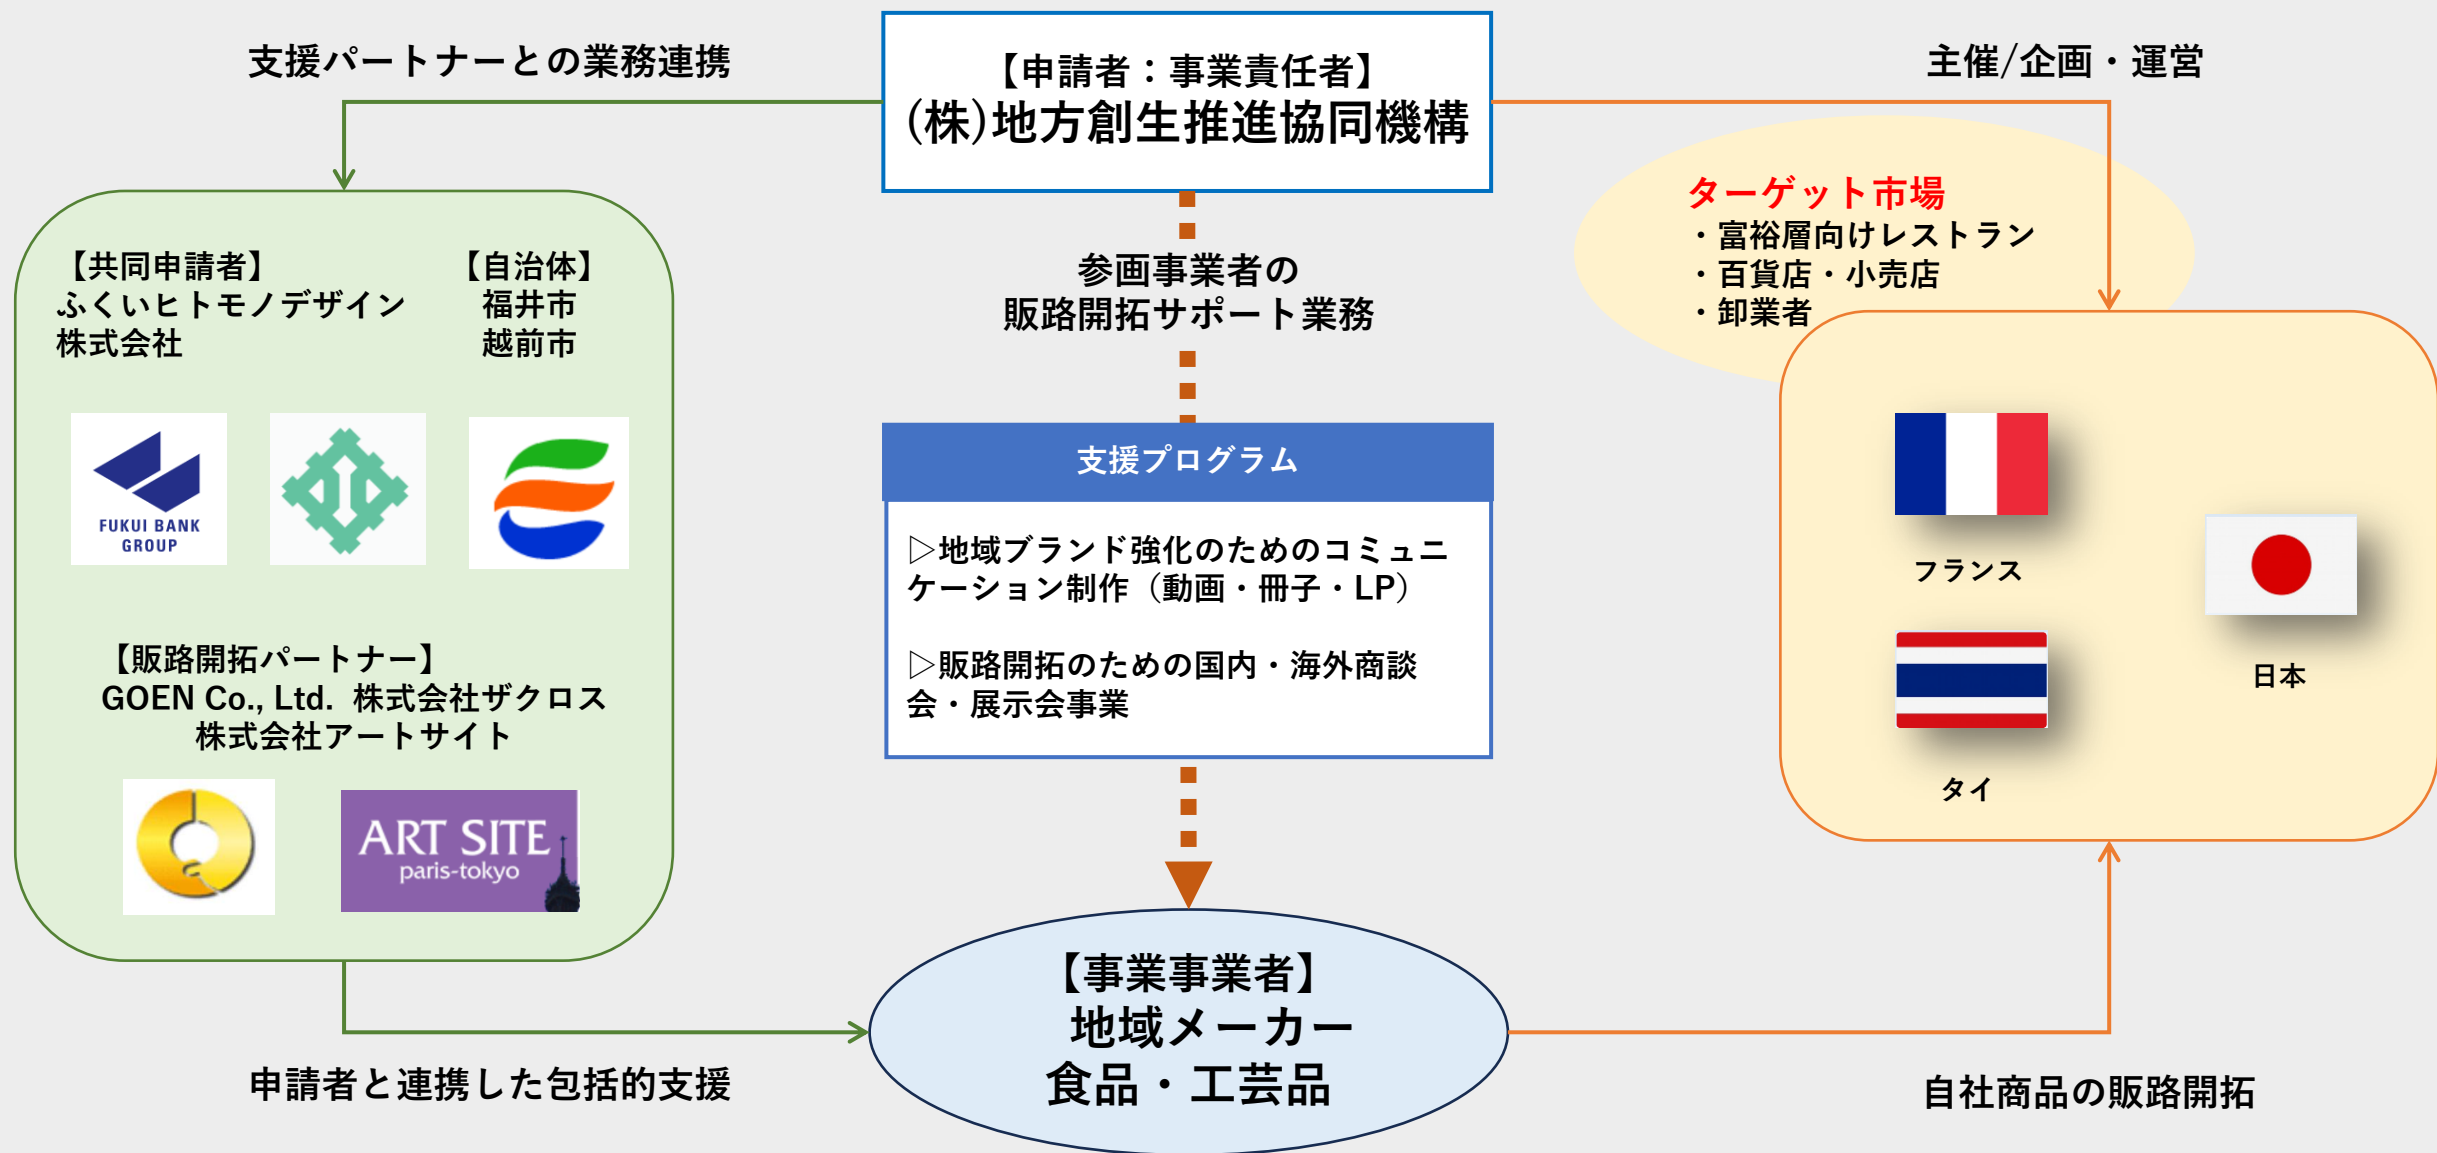 支援パートナーとの業務連携
【申請者：事業責任者】
(株)地方創生推進協同機構
主催/企画・運営
ターゲット市場
・富裕層向けレストラン
・百貨店・小売店
・卸業者
【共同申請者】
ふくいヒトモノデザイン
株式会社
【自治体】
福井市
越前市
FUKUI BANK
GROUP
【販路開拓パートナー】
GOEN Co., Ltd. 株式会社ザクロス
株式会社アートサイト
ART SITE
paris-tokyo
参画事業者の
販路開拓サポート業務
支援プログラム
▷地域ブランド強化のためのコミュニ
ケーション制作（動画・冊子・LP）
▷販路開拓のための国内・海外商談
会・展示会事業
フランス
日本
タイ
【事業事業者】
地域メーカー
食品・工芸品
申請者と連携した包括的支援
自社商品の販路開拓